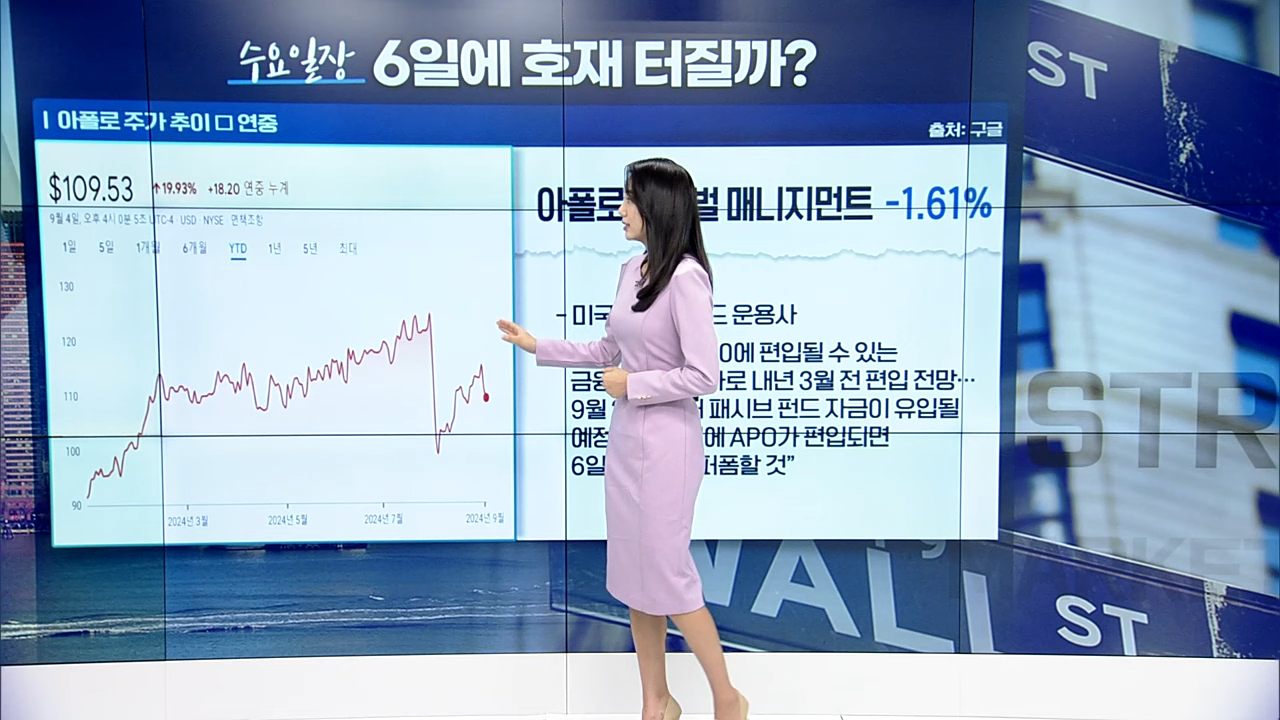 수요일장 6일에 호재 터질까?
I 아폴로 주가 추이 □ 연중
출처: 구글
$109.53 ↑19.93% +18.20 연중 누계
9월 4일, 오후 4시 0분 5초 UTC-4 · USD · NYSE · 면책조항
1일 5일 1개월 6개월 YTD 1년 5년 최대
130
120
110
100
90
2024년 3월 2024년 5월 2024년 7월 2024년 9월
아폴로 매니지먼트 -1.61%
- 미국 운용사
0에 편입될 수 있는
로 내년 3월 전 편입 전망…
9월 패시브 펀드 자금이 유입될
예정 에 APO가 편입되면
6일 퍼폼할 것”
ST
STR
MARKET
WALL
ST